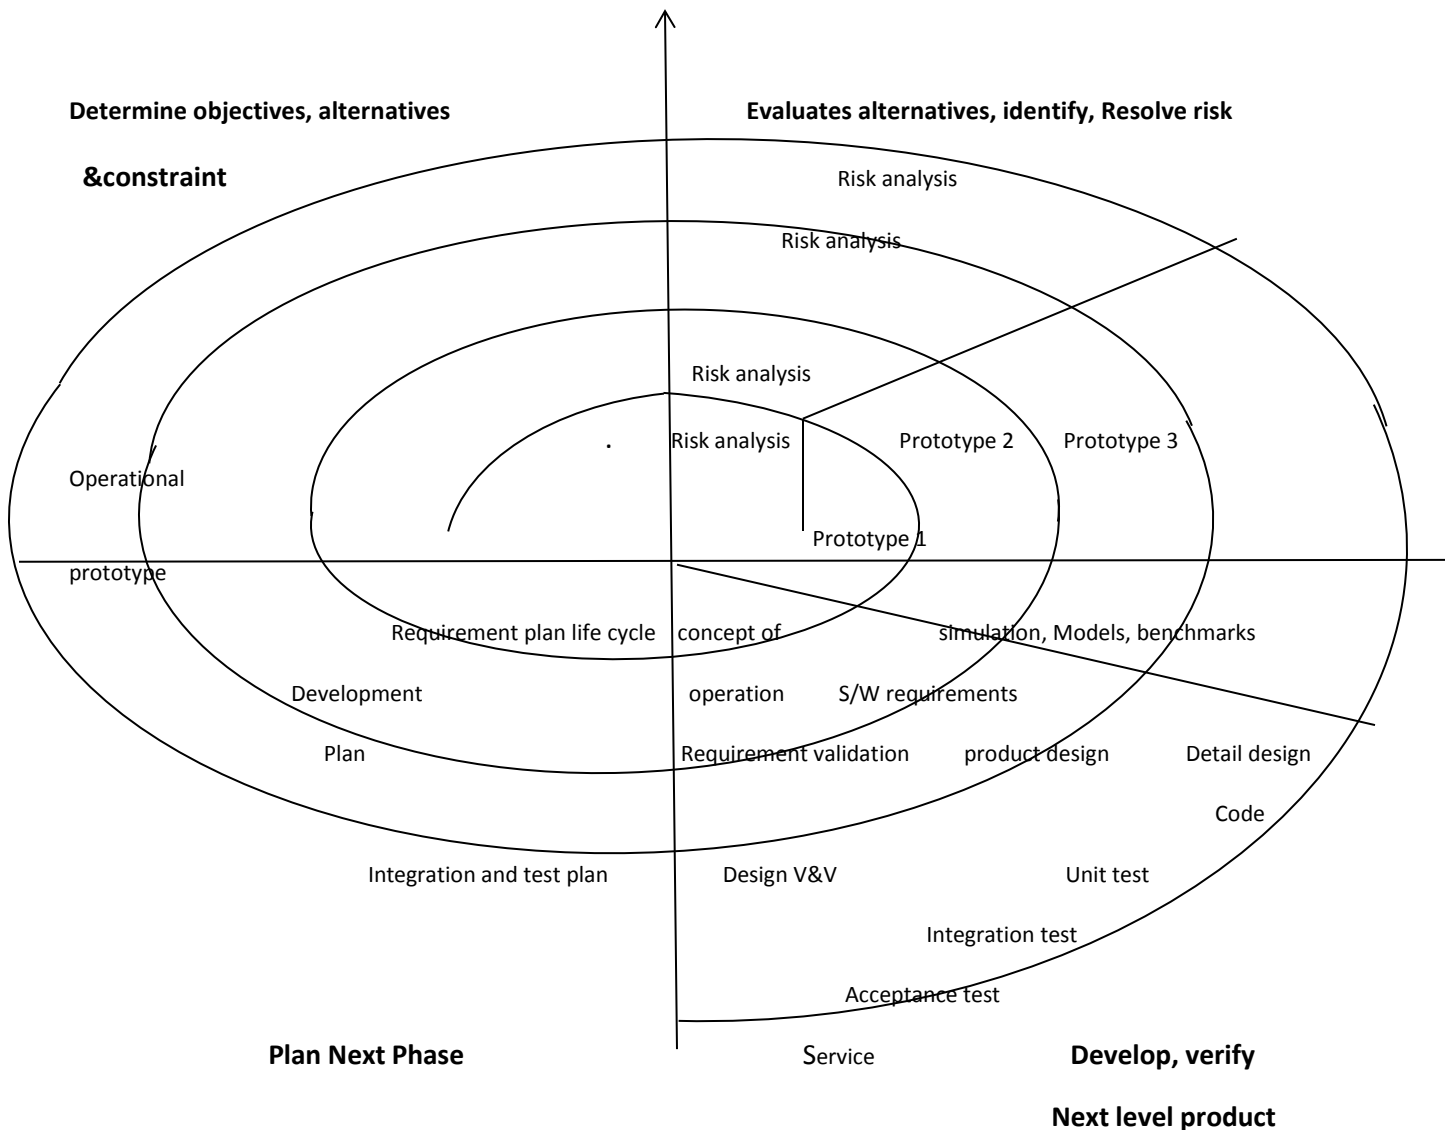 Determine objectives, alternatives
Evaluates alternatives, identify, Resolve risk
&constraint
Risk analysis
Risk analysis
Risk analysis
. Risk analysis Prototype 2 Prototype 3
Operational
Prototype 1
prototype
Requirement plan life cycle concept of simulation, Models, benchmarks
Development operation S/W requirements
Plan Requirement validation product design Detail design
Code
Integration and test plan Design V&V Unit test
Integration test
Acceptance test
Plan Next Phase Service Develop, verify
Next level product